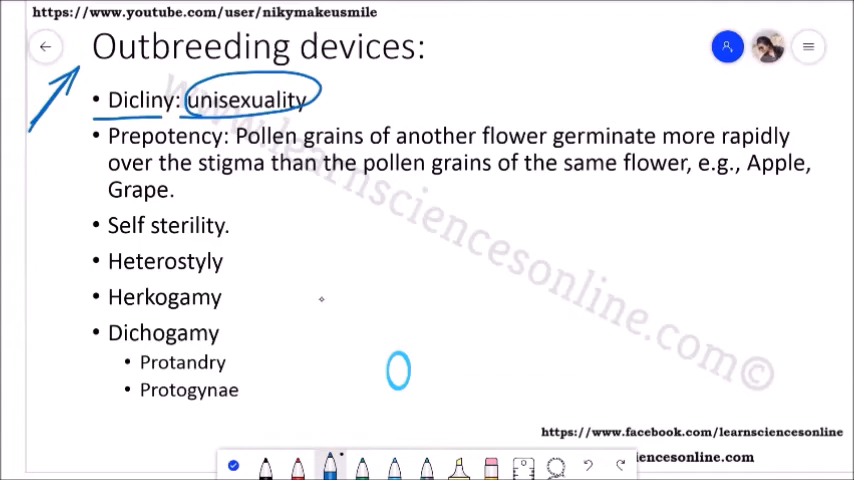 https://www.youtube.com/user/nikymakeusmile
Outbreeding devices:
• Dicliny: unisexuality
• Prepotency: Pollen grains of another flower germinate more rapidly
over the stigma than the pollen grains of the same flower, e.g., Apple,
Grape.
• Self sterility.
• Heterostyly
• Herkogamy
• Dichogamy
• Protandry
• Protogynae
www.learnsciencesonline.com©
https://www.facebook.com/learnsciencesonline
iencesonline.com